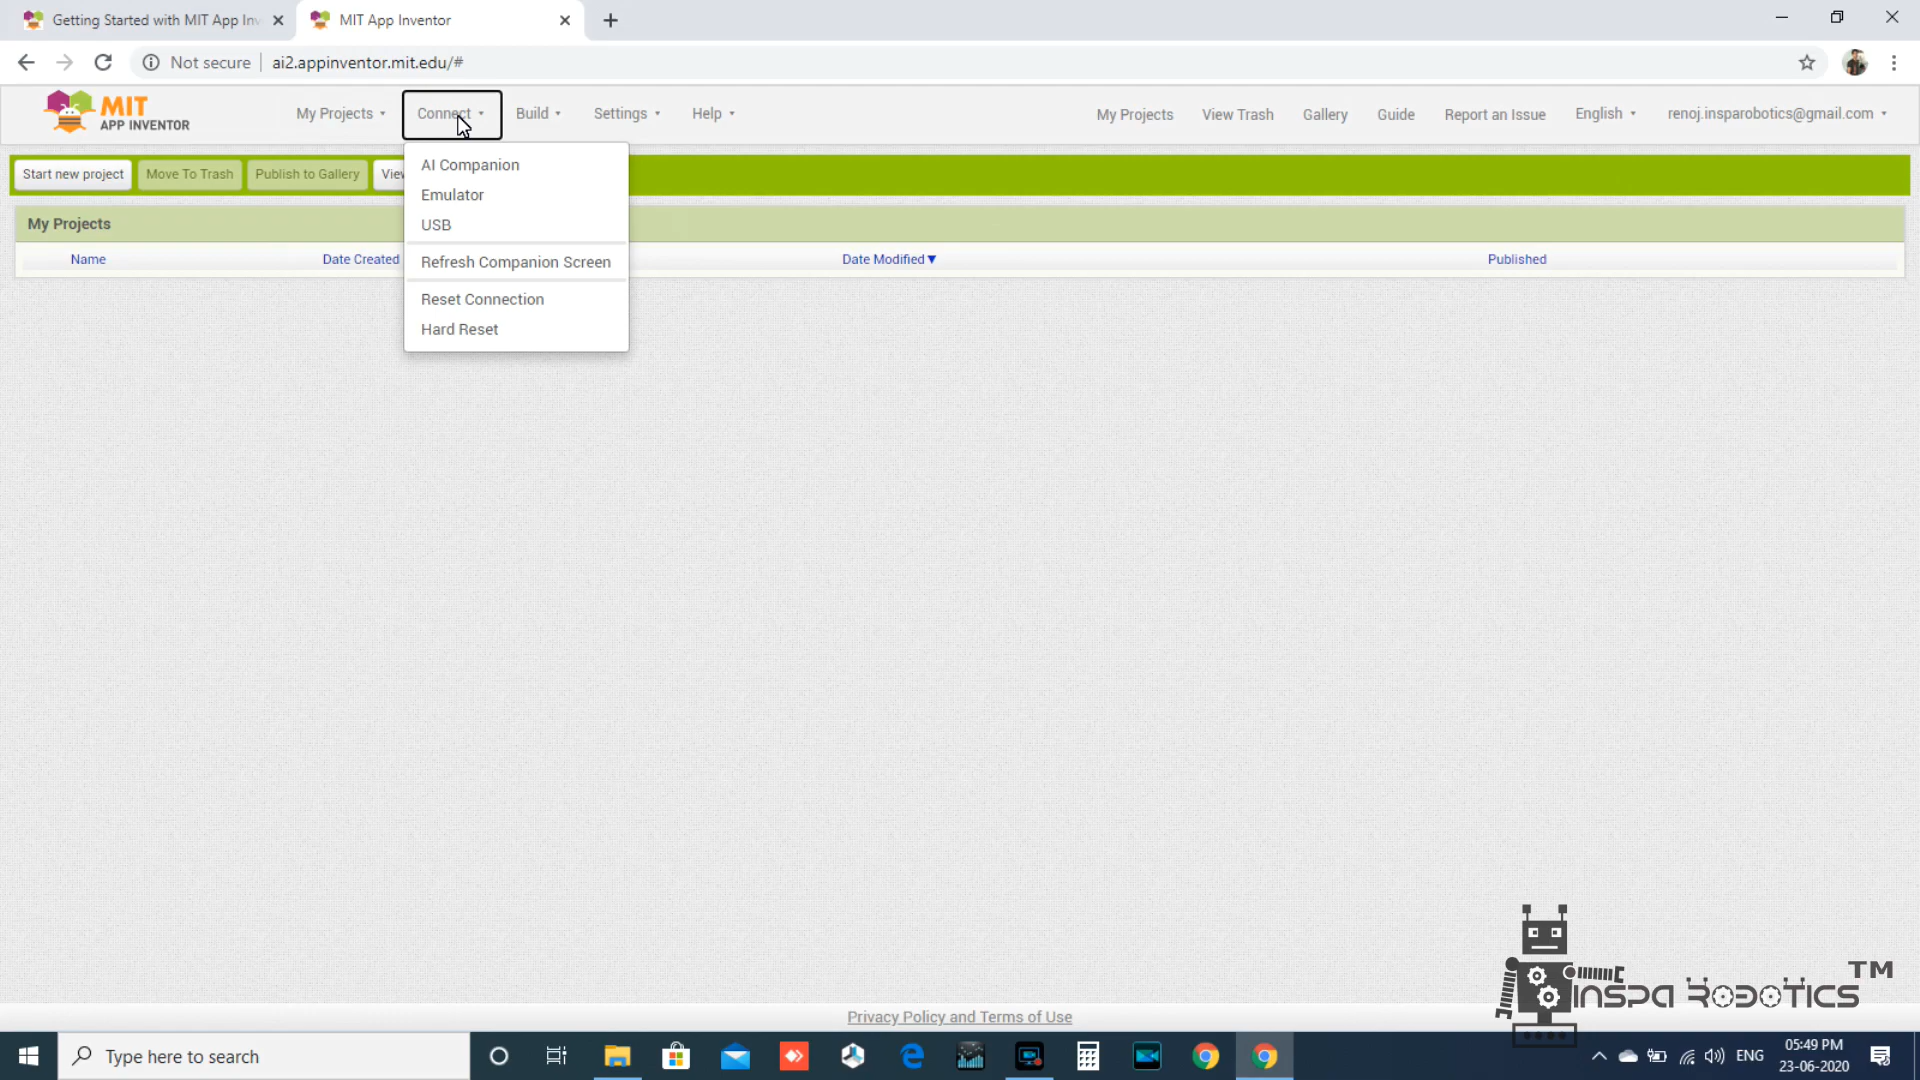 Getting Started with MIT App Inv
MIT App Inventor
Not secure
ai2.appinventor.mit.edu/#
MIT
APP INVENTOR
My Projects
Connect
Build
Settings
Help
My Projects
View Trash
Gallery
Guide
Report an Issue
English
renoj.insparobotics@gmail.com
Start new project
Move To Trash
Publish to Gallery
View
AI Companion
Emulator
USB
Refresh Companion Screen
Reset Connection
Hard Reset
My Projects
Name
Date Created
Date Modified▼
Published
INSPA ROBOTICS TM
Privacy Policy and Terms of Use
Type here to search
ENG
05:49 PM
23-06-2020